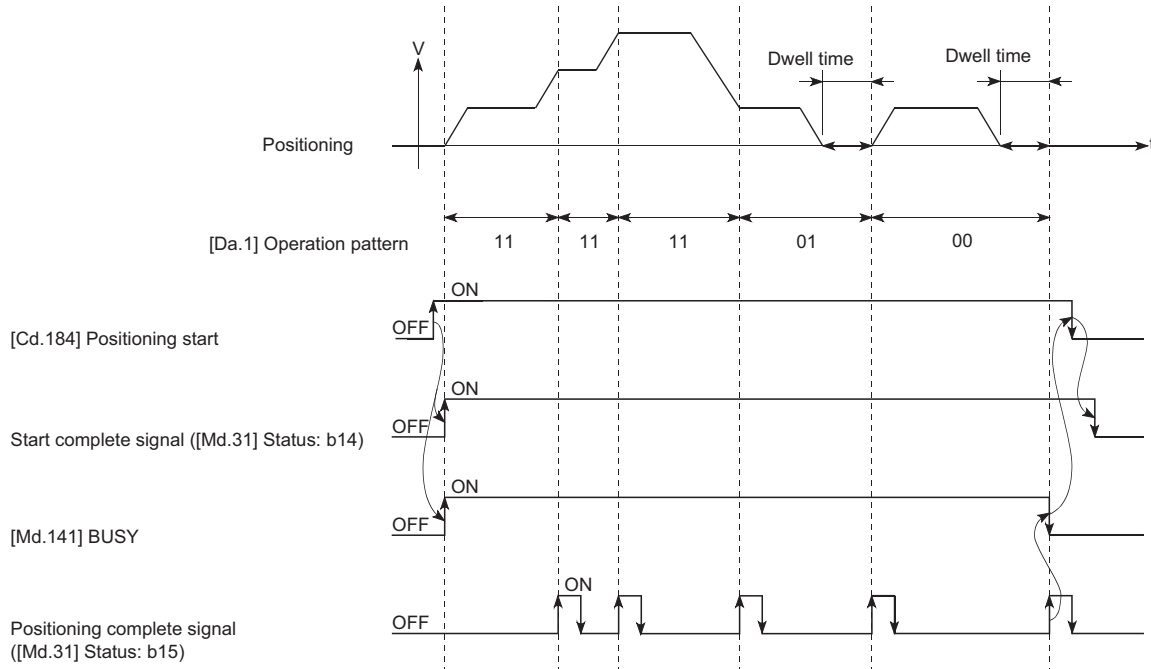 V
Dwell time
Dwell time
Positioning
t
[Da.1] Operation pattern
11
11
11
01
00
ON
OFF
[Cd.184] Positioning start
ON
OFF
Start complete signal ([Md.31] Status: b14)
ON
OFF
[Md.141] BUSY
ON
OFF
Positioning complete signal
([Md.31] Status: b15)